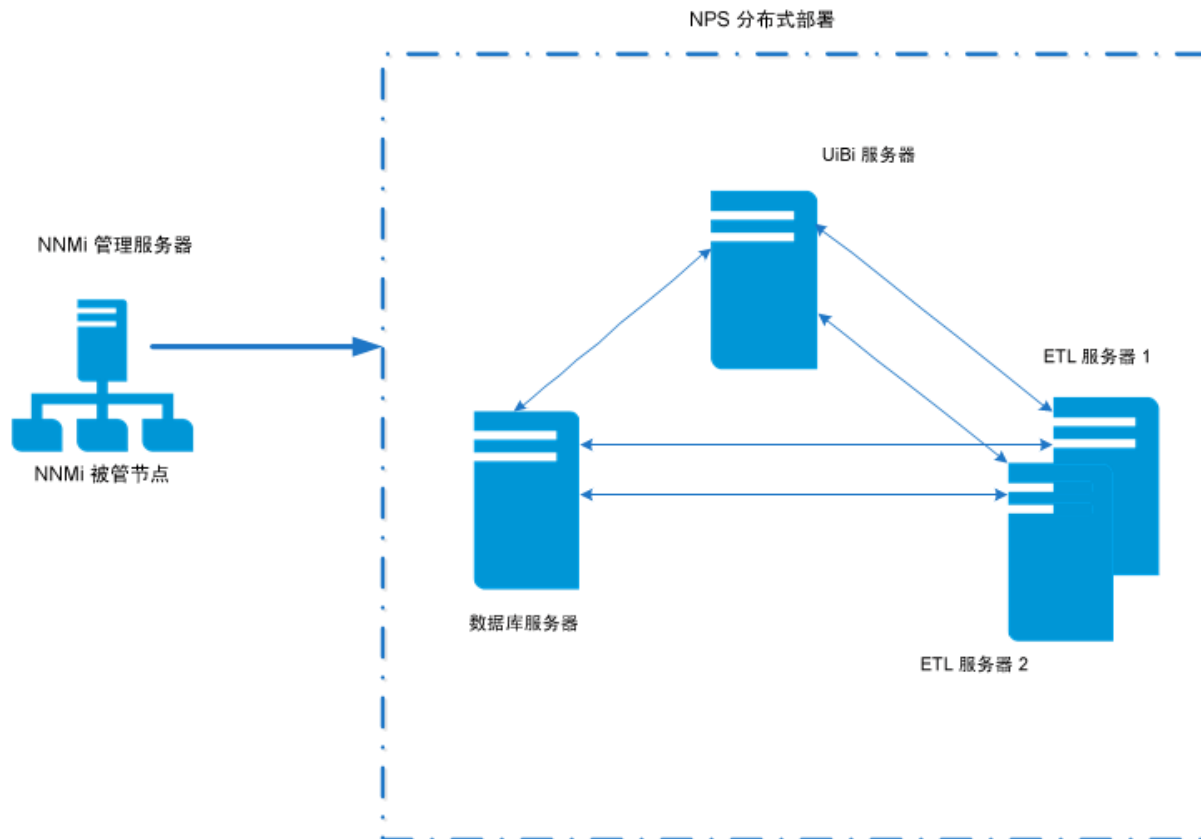 NPS 分布式部署
UiBi 服务器
NNMi 管理服务器
ETL 服务器 1
NNMi 被管节点
数据库服务器
ETL 服务器 2